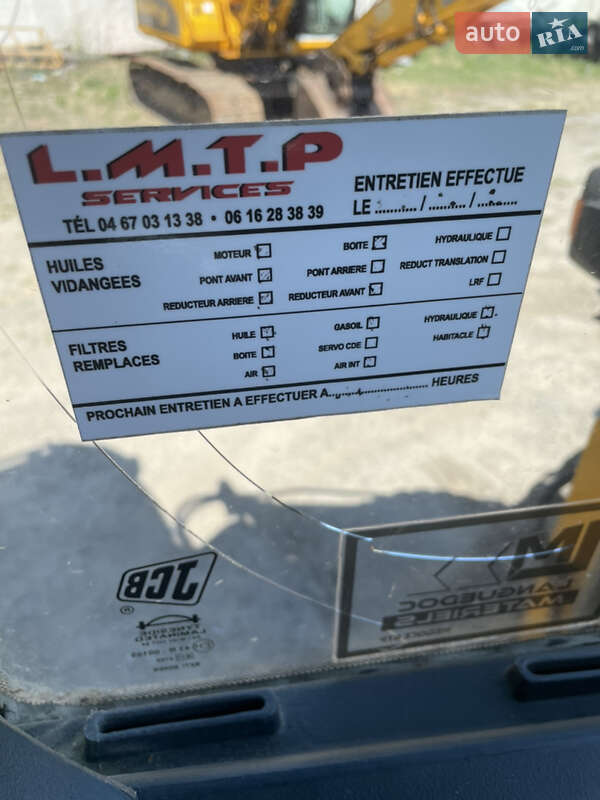 auto RIA .com
L.M.T.P
SERVICES
TÉL 04 67 03 13 38 • 06 16 28 38 39
ENTRETIEN EFFECTUE
LE
HUILES
VIDANGEES
MOTEUR
BOITE
HYDRAULIQUE
PONT AVANT
PONT ARRIERE
REDUCT TRANSLATION
REDUCTEUR ARRIERE
REDUCTEUR AVANT
LRF
FILTRES
REMPLACES
HUILE
GASOIL
HYDRAULIQUE
BOITE
SERVO CDE
HABITACLE
AIR
AIR INT
PROCHAIN ENTRETIEN A EFFECTUER A HEURES
JCB
®
LANGUEDOC
MATERIELS
LAMINATED